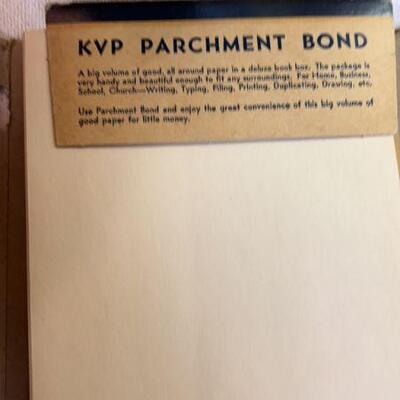 KVP PARCHMENT BOND
A big volume of good, all around paper in a deluxe book box. The package is
very handy and beautiful enough to fit any surroundings. For Home, Business,
School, Church—Writing, Typing, Filing, Printing, Duplicating, Drawing, etc.
Use Parchment Bond and enjoy the great convenience of this big volume of
good paper for little money.